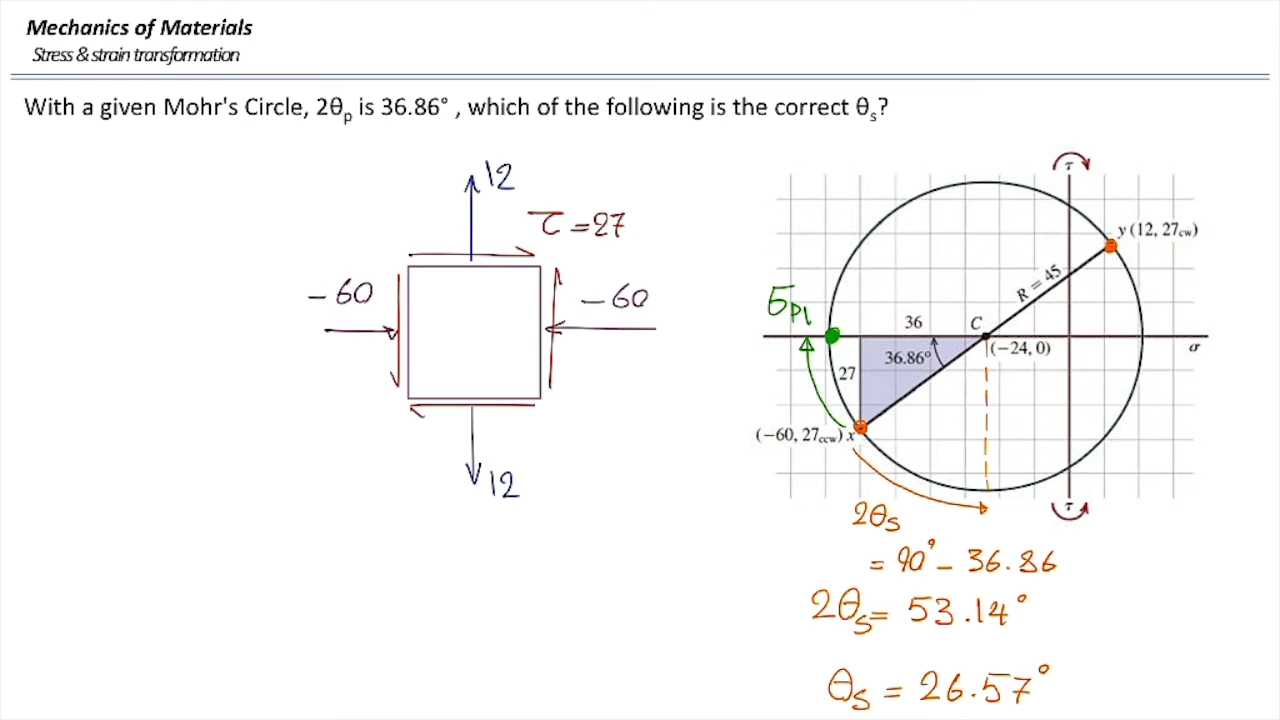 Mechanics of Materials
Stress & strain transformation
With a given Mohr's Circle, 2θp is 36.86° , which of the following is the correct θs?
12
τ = 27
-60
-60
12
τ
y (12, 27cw)
R = 45
σP1
36
C
(−24, 0)
σ
36.86°
27
(−60, 27ccw) x
τ
2θs
= 90° - 36.86
2θs = 53.14°
θs = 26.57°